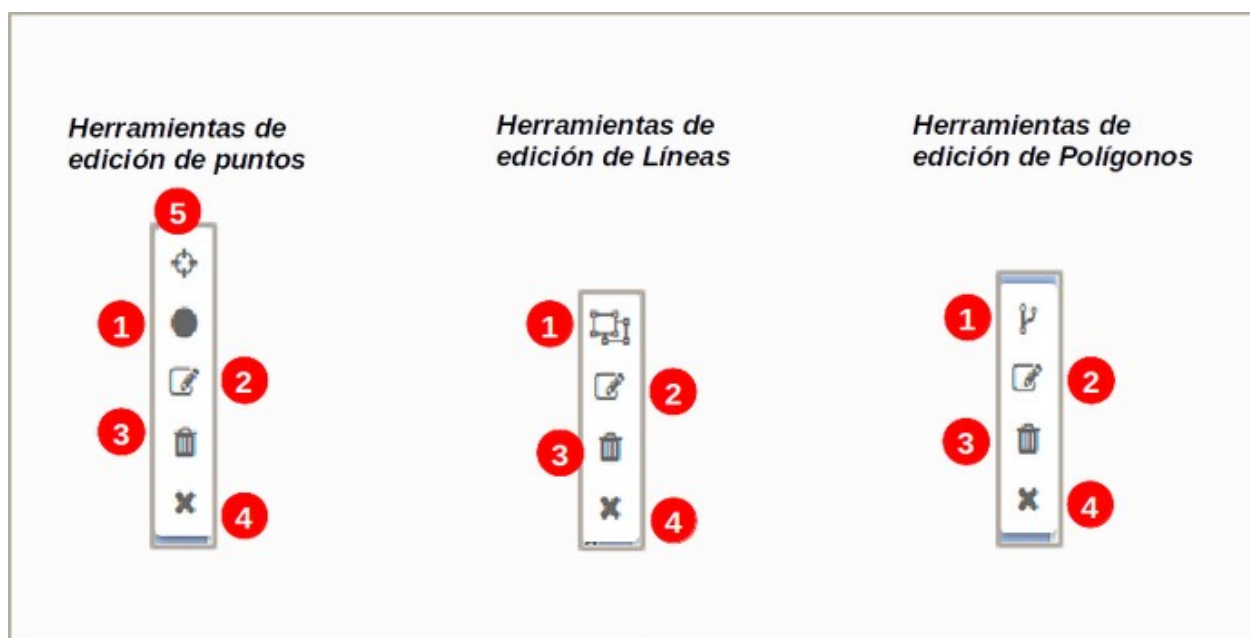 Herramientas de
edición de puntos
Herramientas de
edición de Líneas
Herramientas de
edición de Polígonos
5
1
2
3
4
1
2
3
4
1
2
3
4